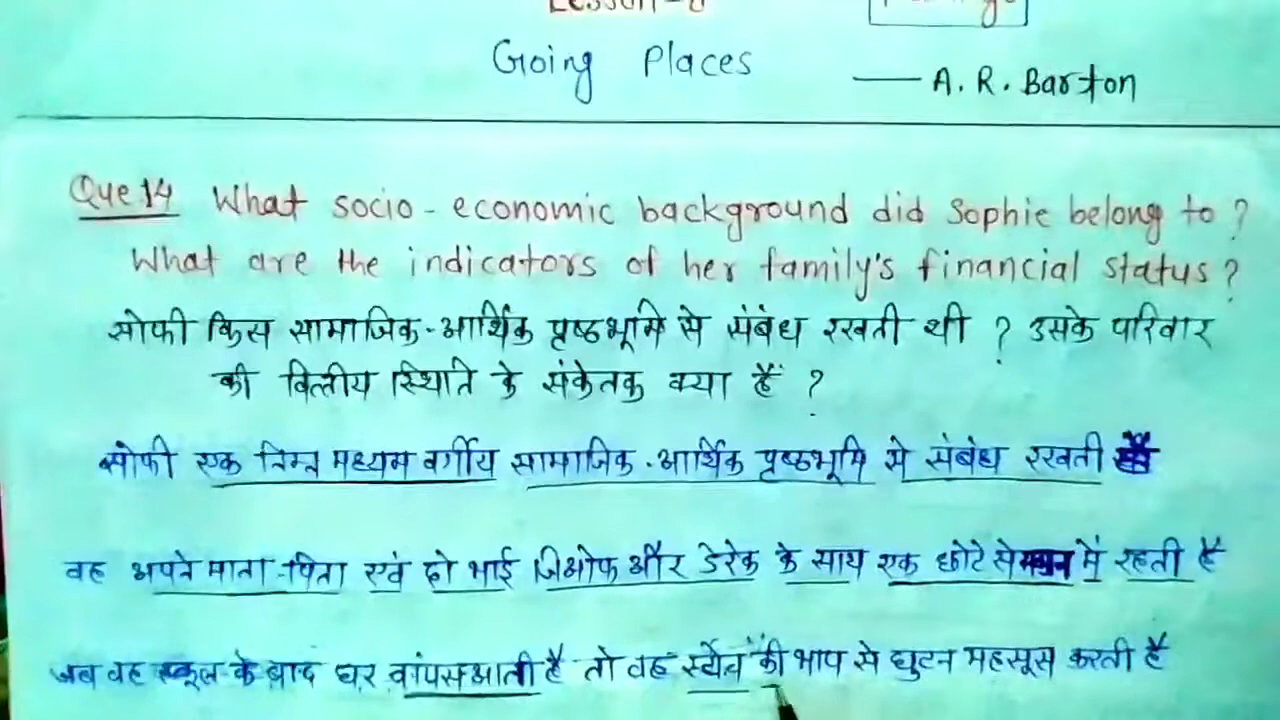 Lesson-8
Going Places
— A. R. Barton
Que 14 What socio-economic background did Sophie belong to ?
What are the indicators of her family's financial status ?
सोफी किस सामाजिक-आर्थिक पृष्ठभूमि से संबंध रखती थी ? उसके परिवार
की वित्तीय स्थिति के संकेतक क्या हैं ?
सोफी एक निम्न मध्यम वर्गीय सामाजिक-आर्थिक पृष्ठभूमि से संबंध रखती
वह अपने माता-पिता एवं दो भाई जिओफ और डेरेक के साथ एक छोटे से मकान में रहती है
जब वह स्कूल के बाद घर वापस आती है तो वह की भाप से घुटन महसूस करती है